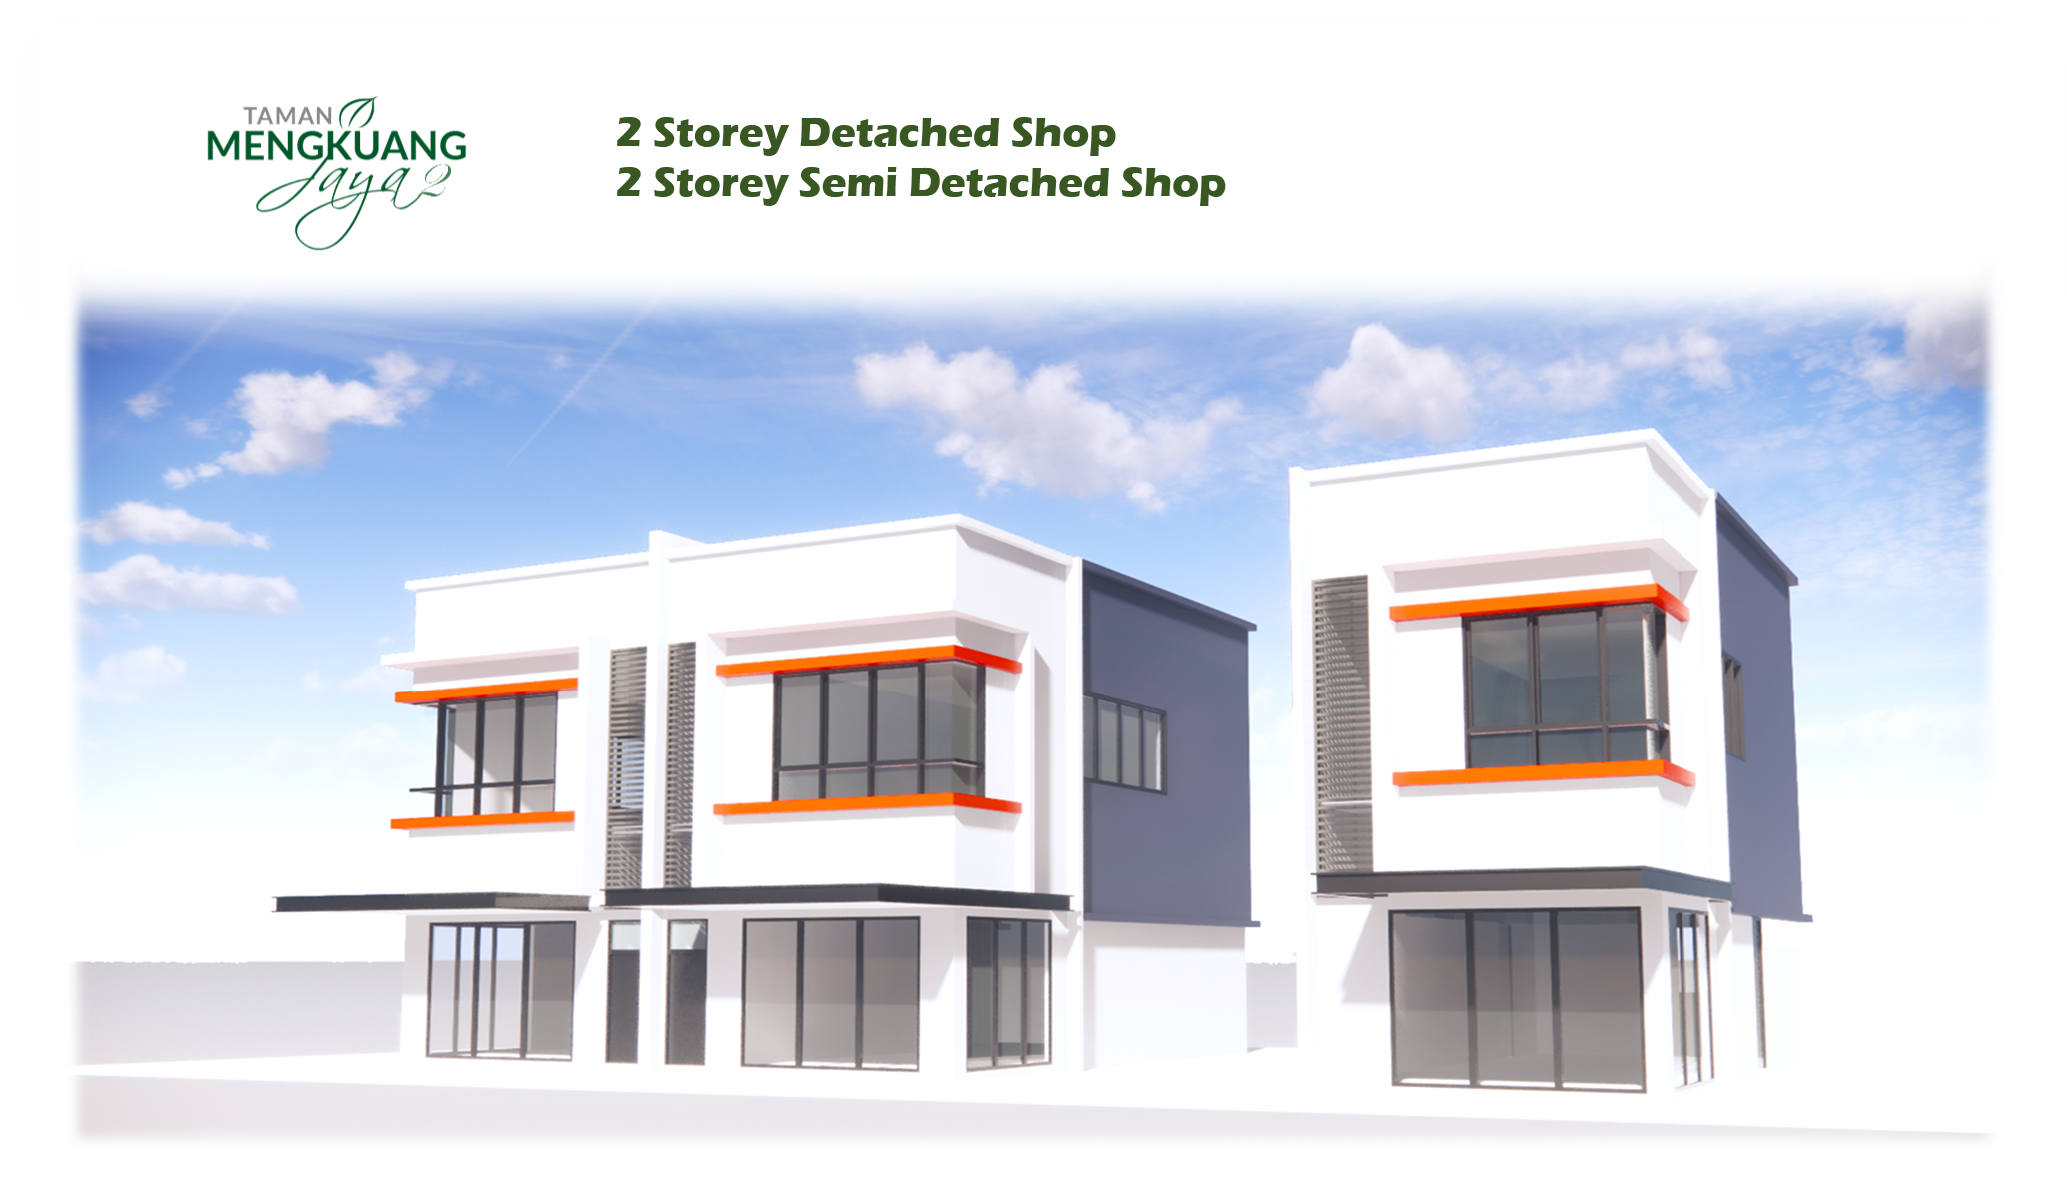 TAMAN
MENGKUANG
Jaya 2
2 Storey Detached Shop
2 Storey Semi Detached Shop